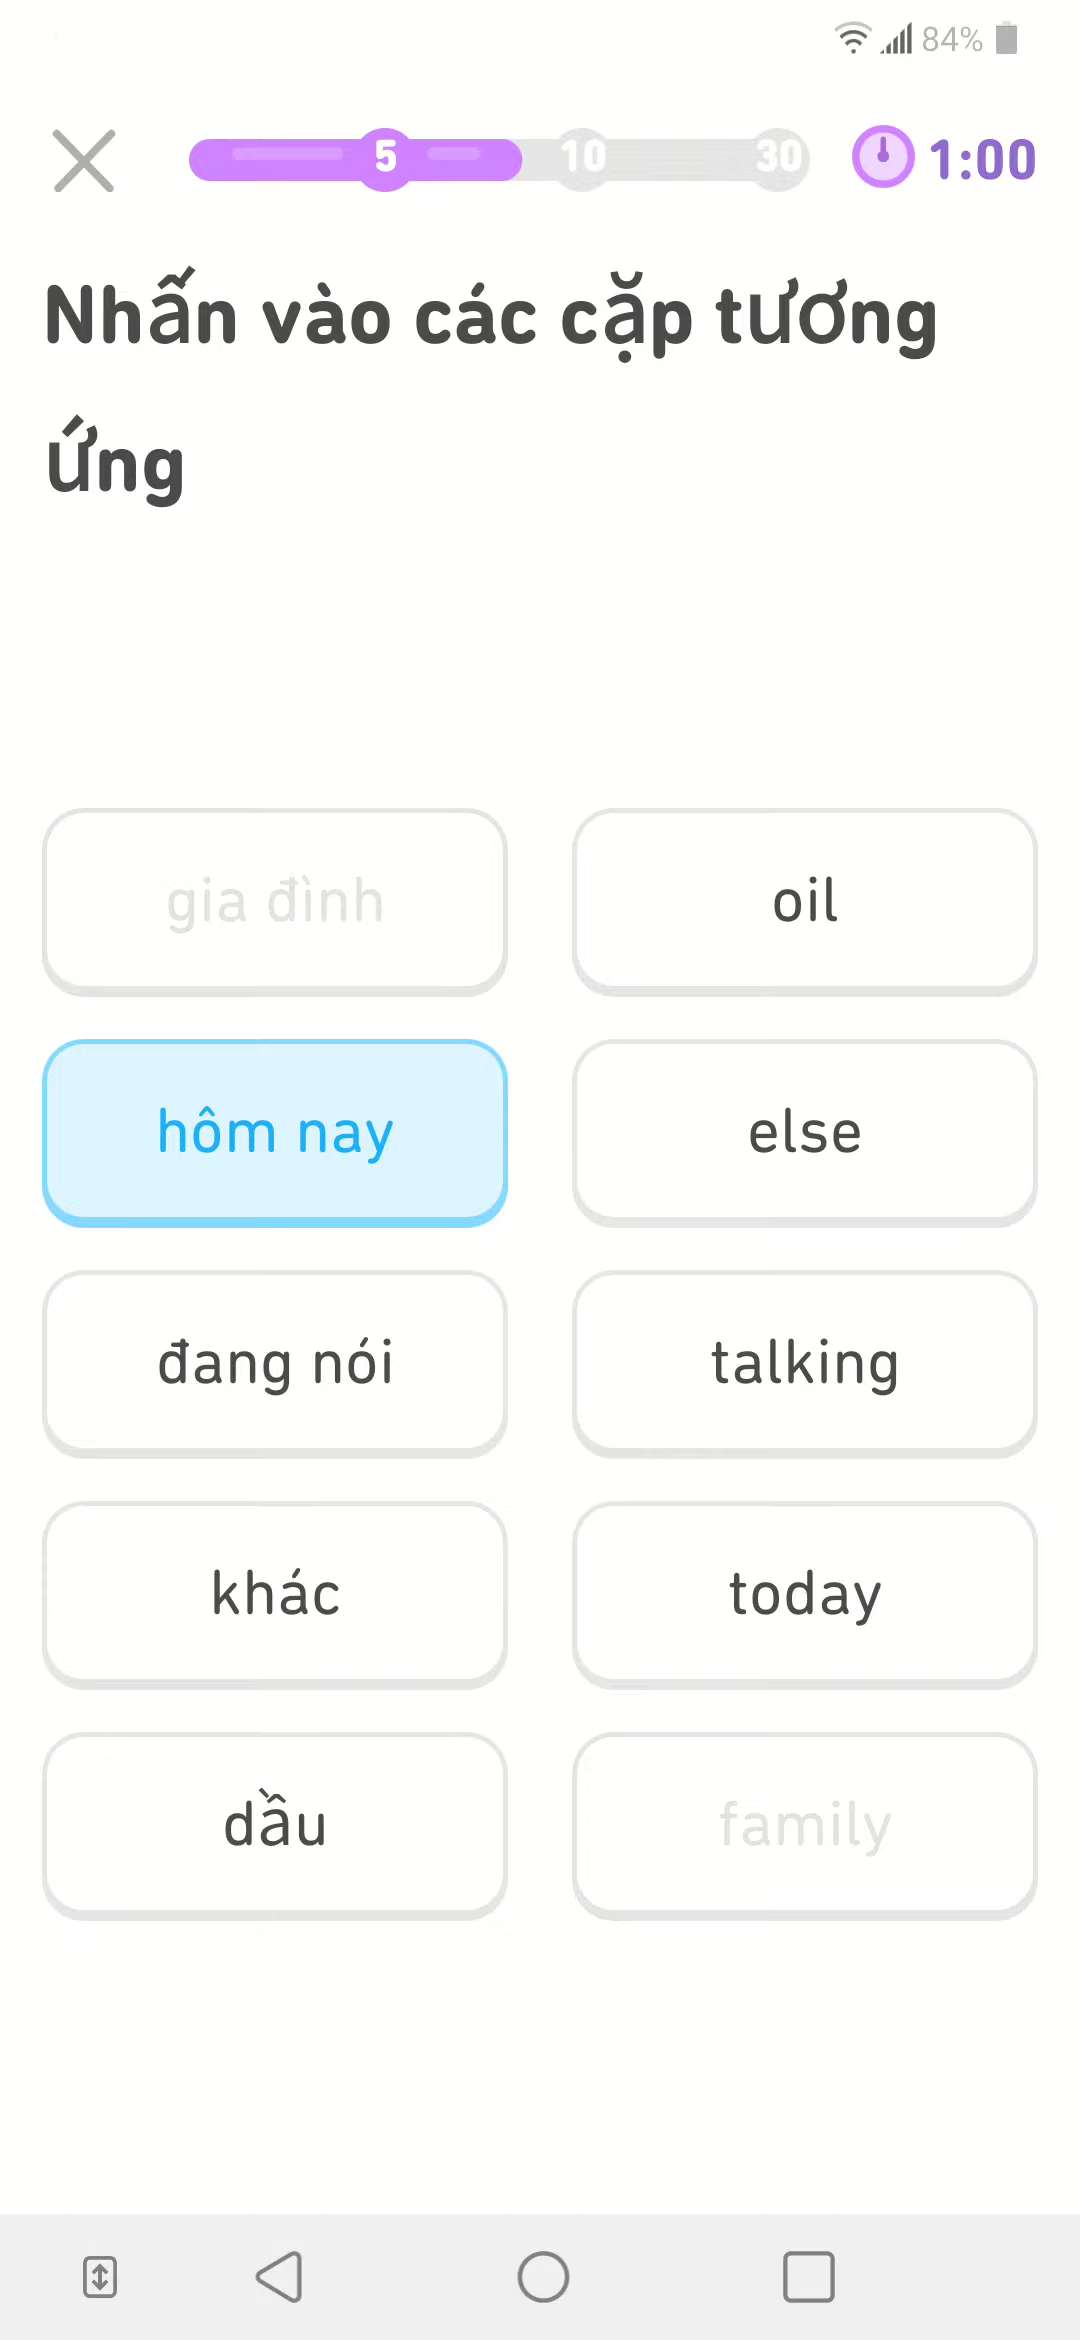 84%
5 10 30 1:00
Nhấn vào các cặp tương
ứng
gia đình oil
hôm nay else
đang nói talking
khác today
dầu family